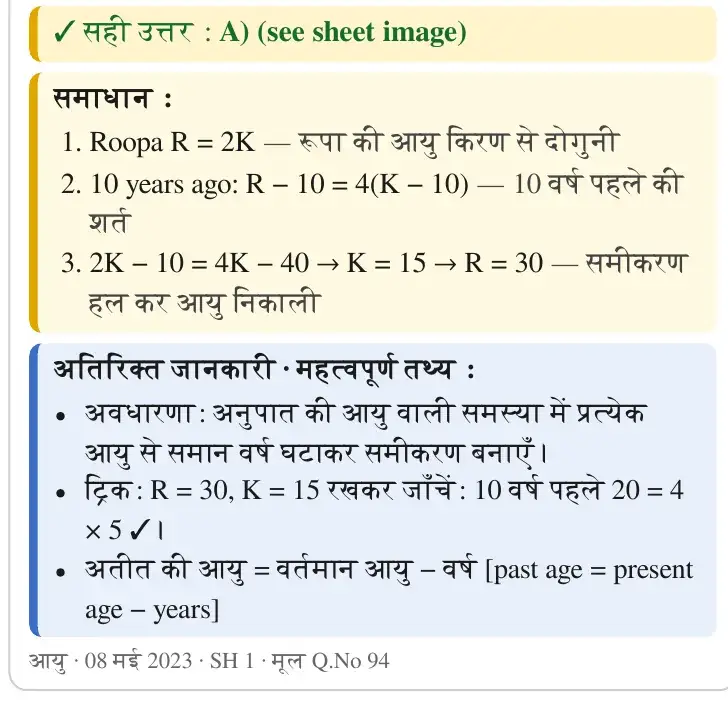 ✓ सही उत्तर : A) (see sheet image)
समाधान :
1. Roopa R = 2K — रूपा की आयु किरण से दोगुनी
2. 10 years ago: R − 10 = 4(K − 10) — 10 वर्ष पहले की
शर्त
3. 2K − 10 = 4K − 40 → K = 15 → R = 30 — समीकरण
हल कर आयु निकाली
अतिरिक्त जानकारी · महत्वपूर्ण तथ्य :
• अवधारणा : अनुपात की आयु वाली समस्या में प्रत्येक
आयु से समान वर्ष घटाकर समीकरण बनाएँ।
• ट्रिक : R = 30, K = 15 रखकर जाँचें : 10 वर्ष पहले 20 = 4
× 5 ✓।
• अतीत की आयु = वर्तमान आयु − वर्ष [past age = present
age − years]
आयु · 08 मई 2023 · SH 1 · मूल Q.No 94